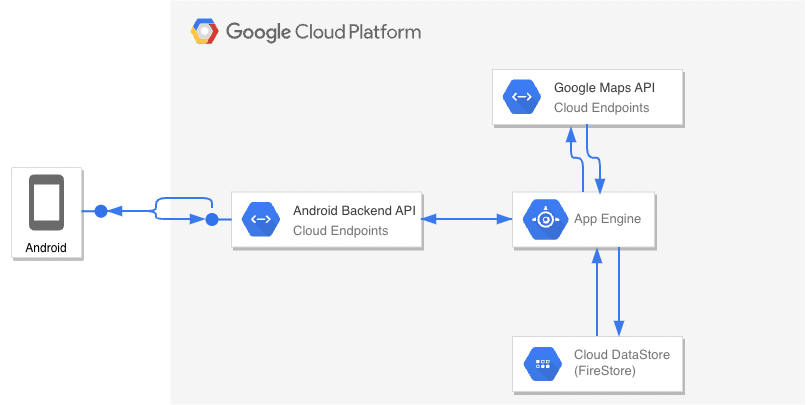 Google Cloud Platform
Google Maps API
Cloud Endpoints
Android Backend API
Cloud Endpoints
App Engine
Android
Cloud DataStore
(FireStore)